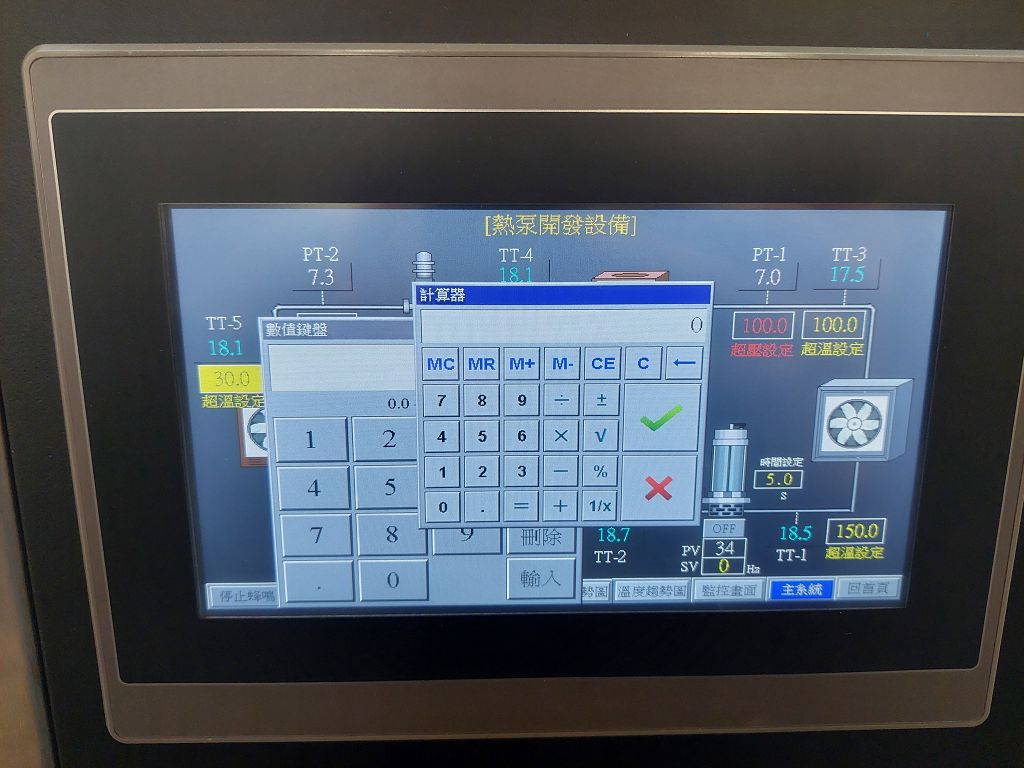 [熱泵開發設備]
PT-2
7.3
TT-4
18.1
PT-1
7.0
TT-3
17.5
TT-5
18.1
30.0
超溫設定
100.0
超壓設定
100.0
超溫設定
數值鍵盤
0.0
1 2
4 5
7 8 9 刪除
. 0 輸入
計算器
0
MC MR M+ M- CE C ←
7 8 9 ÷ ±
4 5 6 × √
1 2 3 − %
0 . = + 1/x
時間設定
5.0
s
OFF
PV 34
SV 0 Hz
18.7
TT-2
18.5
TT-1
150.0
超溫設定
停止蜂鳴
勢圖
溫度趨勢圖
監控畫面
主系統
回首頁